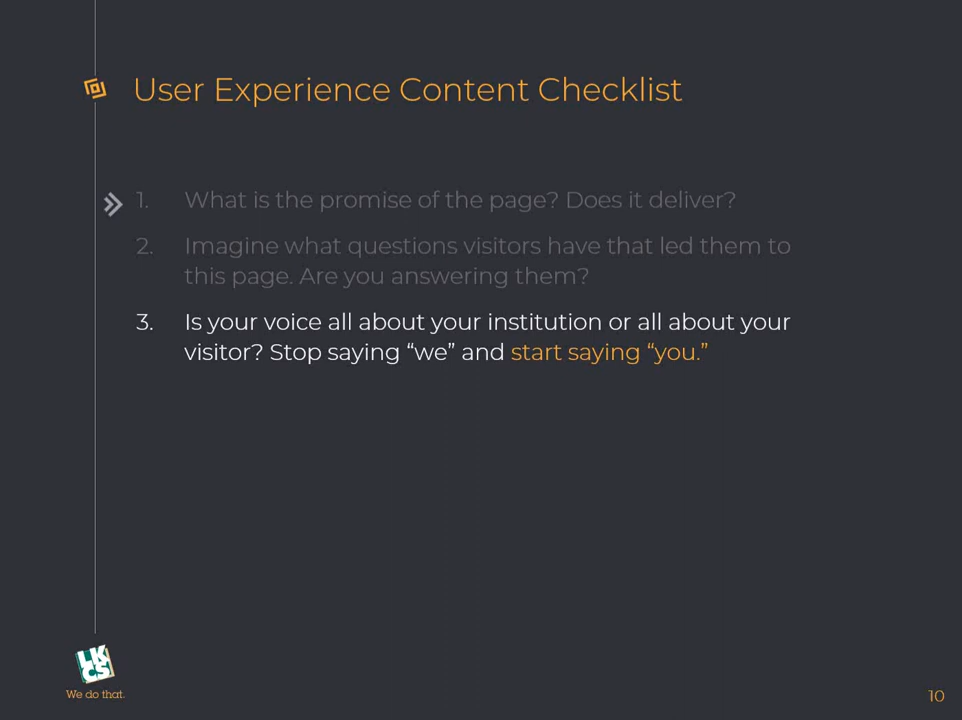 User Experience Content Checklist
1. What is the promise of the page? Does it deliver?
2. Imagine what questions visitors have that led them to
this page. Are you answering them?
3. Is your voice all about your institution or all about your
visitor? Stop saying “we” and start saying “you.”
LK
CS
We do that.
10